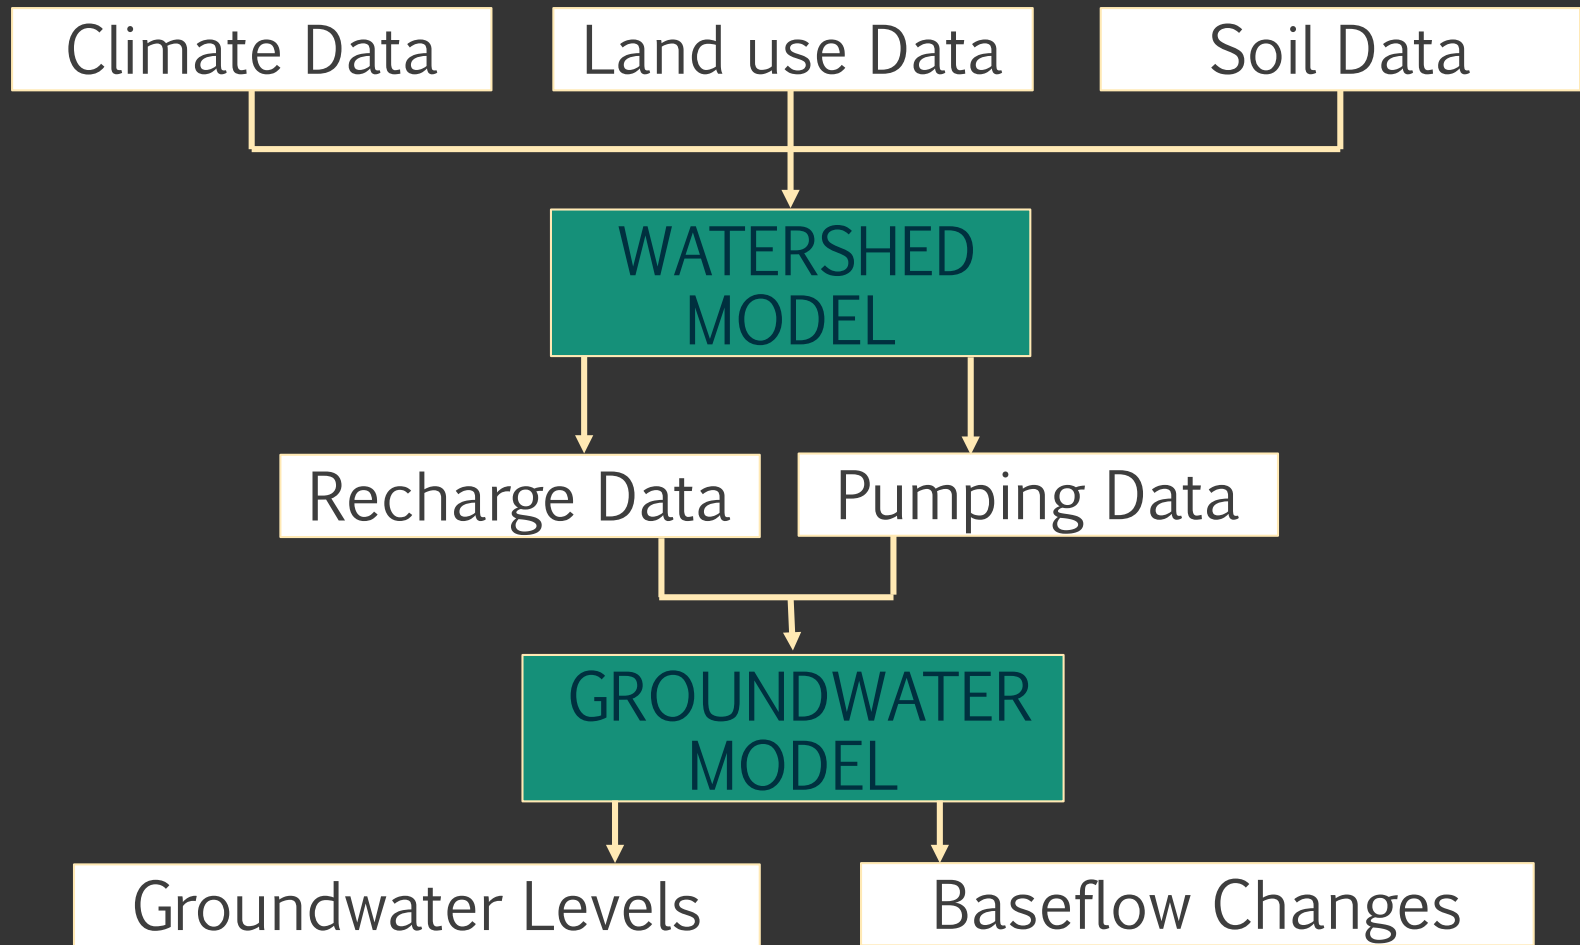 Climate Data
Land use Data
Soil Data
WATERSHED
MODEL
Recharge Data
Pumping Data
GROUNDWATER
MODEL
Groundwater Levels
Baseflow Changes